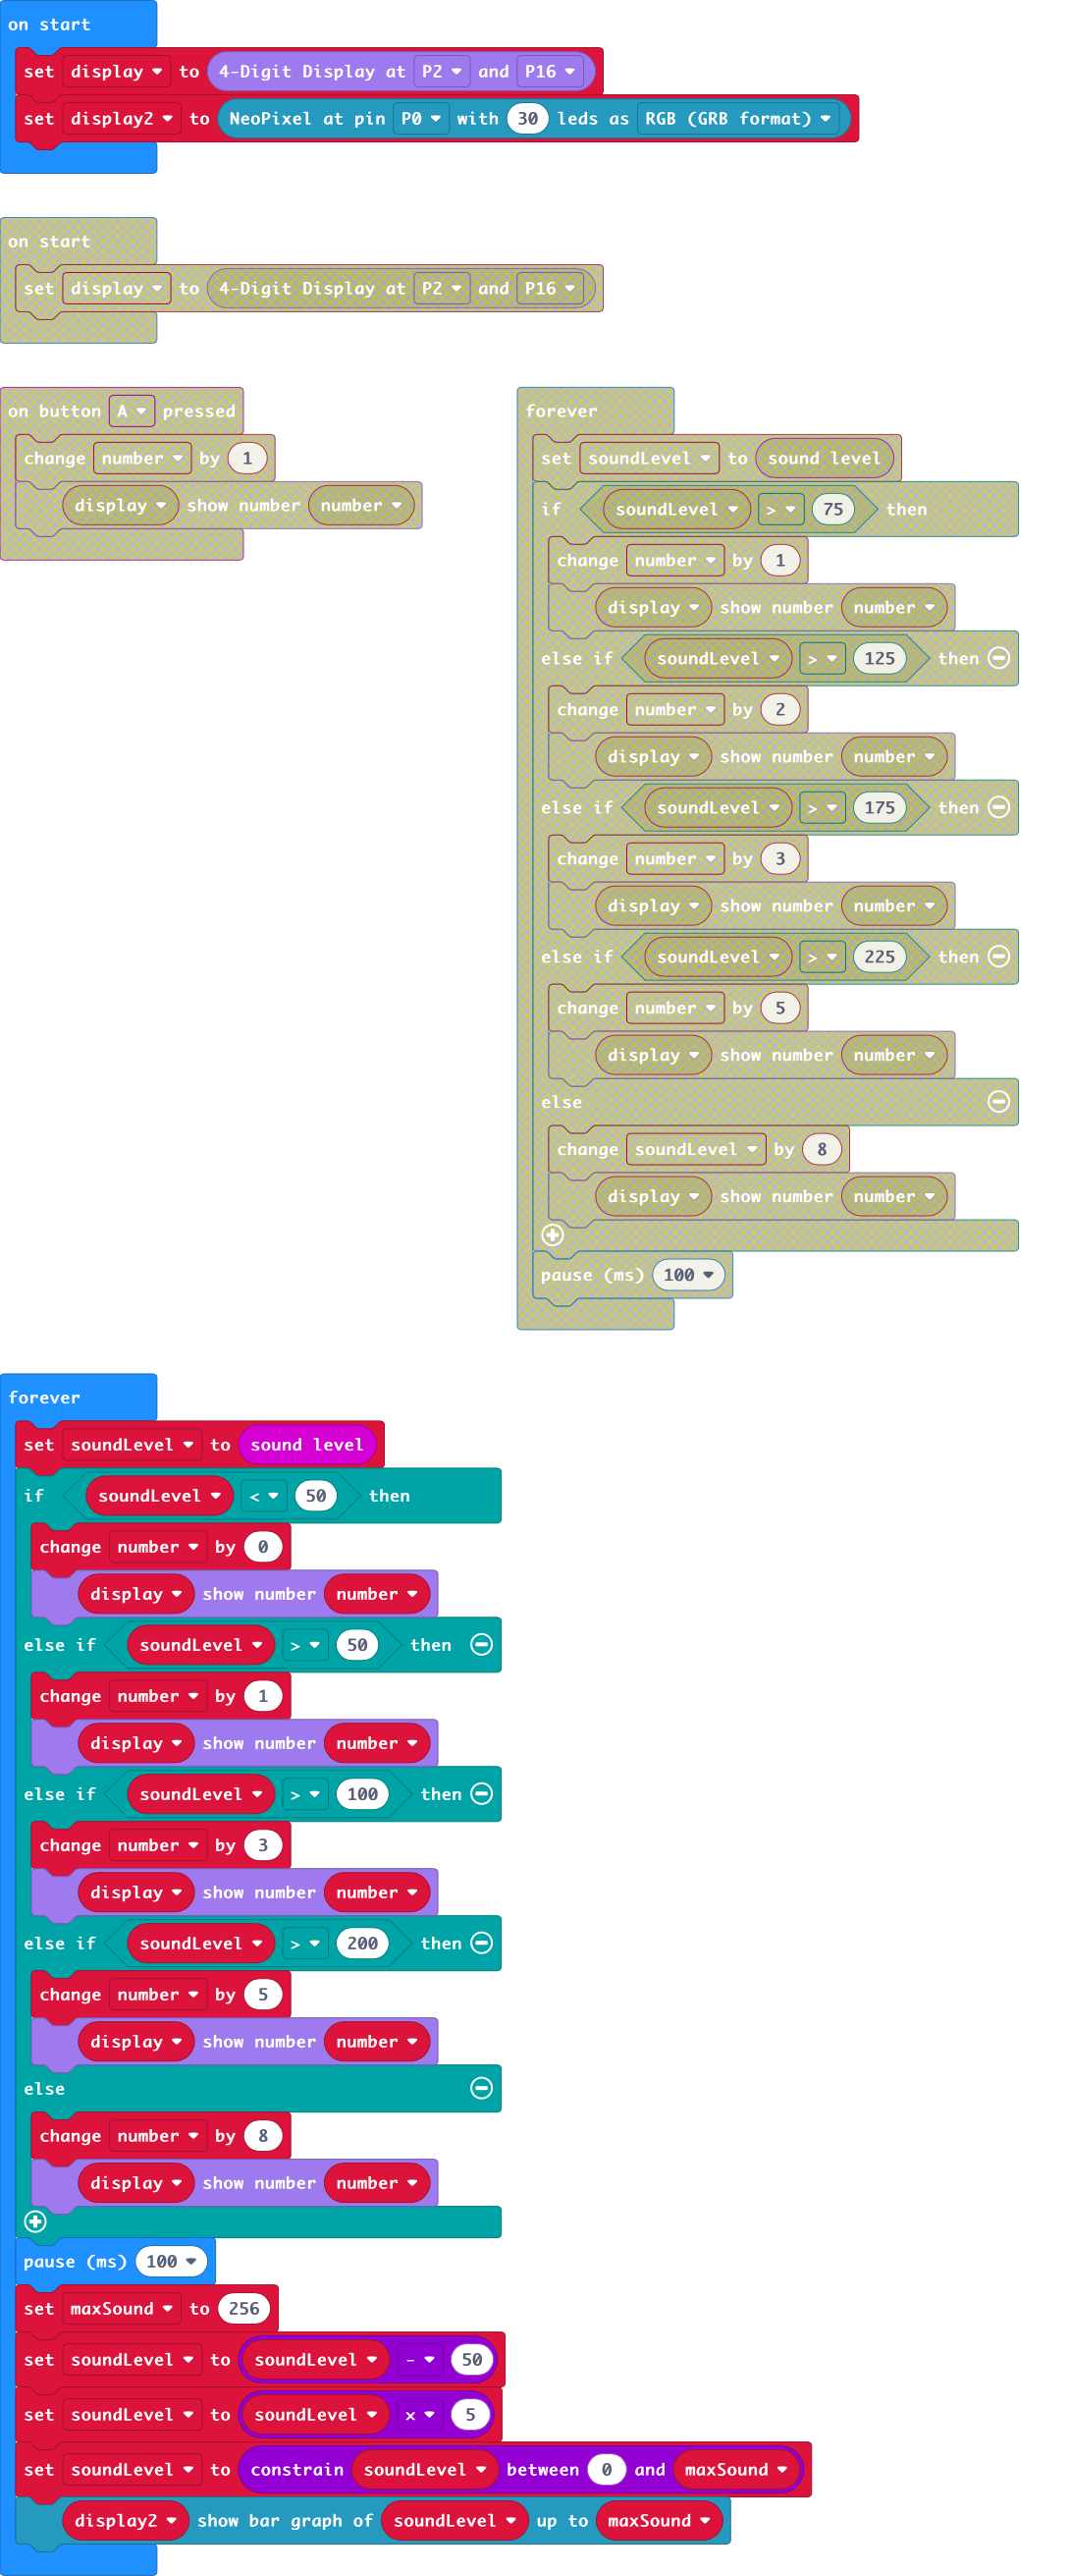 on start
set display to 4-Digit Display at P2 and P16
set display2 to NeoPixel at pin P0 with 30 leds as RGB (GRB format)
on start
set display to 4-Digit Display at P2 and P16
on button A pressed
change number by 1
display show number number
forever
set soundLevel to sound level
if soundLevel > 75 then
change number by 1
display show number number
else if soundLevel > 125 then
change number by 2
display show number number
else if soundLevel > 175 then
change number by 3
display show number number
else if soundLevel > 225 then
change number by 5
display show number number
else
change soundLevel by 8
display show number number
pause (ms) 100
forever
set soundLevel to sound level
if soundLevel < 50 then
change number by 0
display show number number
else if soundLevel > 50 then
change number by 1
display show number number
else if soundLevel > 100 then
change number by 3
display show number number
else if soundLevel > 200 then
change number by 5
display show number number
else
change number by 8
display show number number
pause (ms) 100
set maxSound to 256
set soundLevel to soundLevel - 50
set soundLevel to soundLevel x 5
set soundLevel to constrain soundLevel between 0 and maxSound
display2 show bar graph of soundLevel up to maxSound